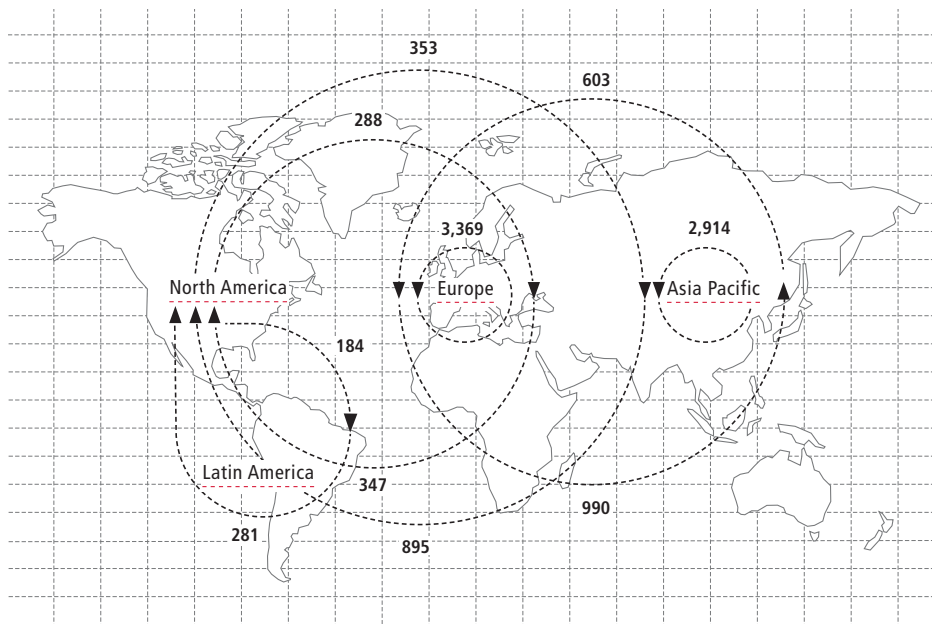 353
603
288
3,369
2,914
North America
Europe
Asia Pacific
184
Latin America
347
990
281
895